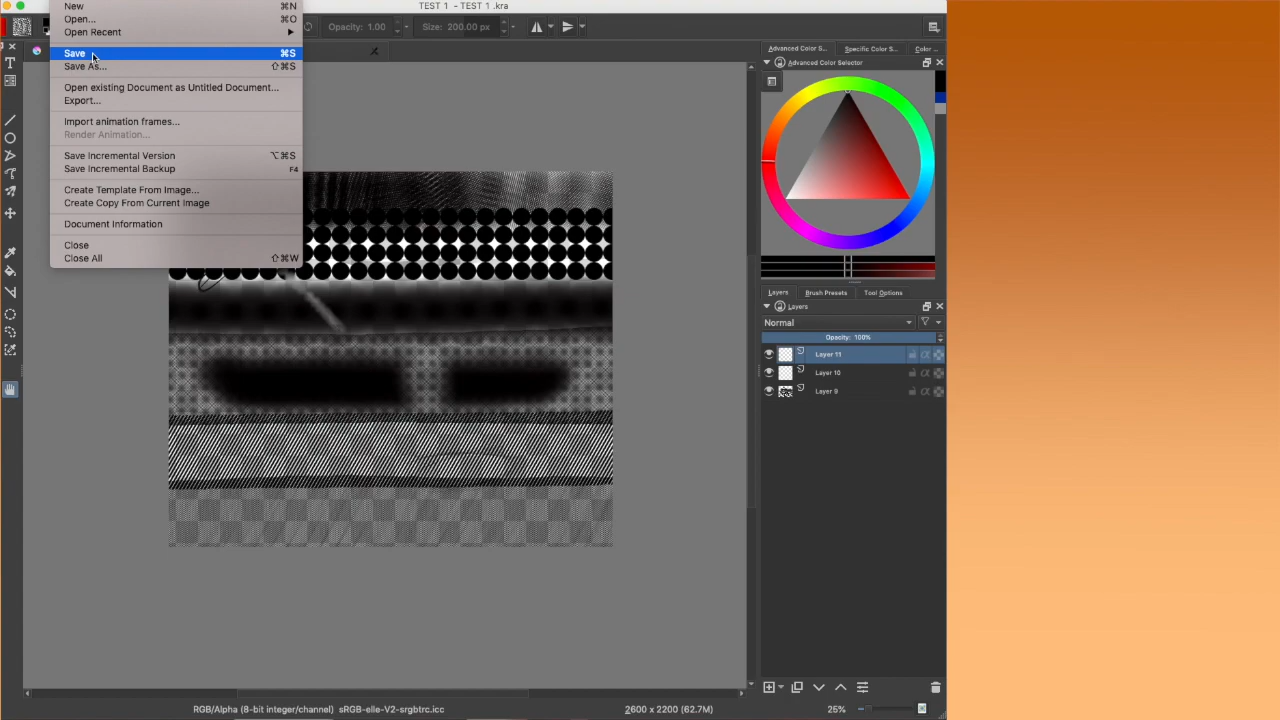 TEST 1 - TEST 1 .kra
New ⌘N
Open... ⌘O
Open Recent
Save ⌘S
Save As... ⇧⌘S
Open existing Document as Untitled Document...
Export...
Import animation frames...
Render Animation...
Save Incremental Version ⌥⌘S
Save Incremental Backup F4
Create Template From Image...
Create Copy From Current Image
Document Information
Close
Close All ⇧⌘W
Opacity: 1.00
Size: 200.00 px
Advanced Color S...
Specific Color S...
Color ...
Advanced Color Selector
Layers
Brush Presets
Tool Options
Layers
Normal
Opacity: 100%
Layer 11
Layer 10
Layer 9
RGB/Alpha (8-bit integer/channel) sRGB-elle-V2-srgbtrc.icc
2600 x 2200 (62.7M)
25%